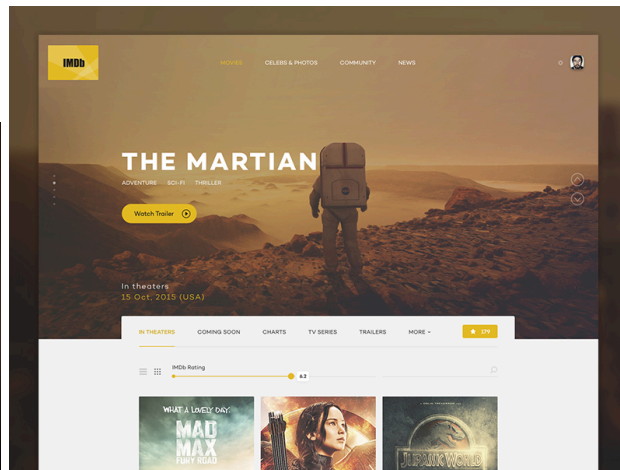 IMDb
MOVIES CELEBS & PHOTOS COMMUNITY NEWS
THE MARTIAN
ADVENTURE SCI-FI THRILLER
Watch Trailer
In theaters
15 Oct, 2015 (USA)
IN THEATERS COMING SOON CHARTS TV SERIES TRAILERS MORE
179
IMDb Rating
6.2
WHAT A LOVELY DAY.
MAD
MAX
FURY ROAD
JURASSIC WORLD